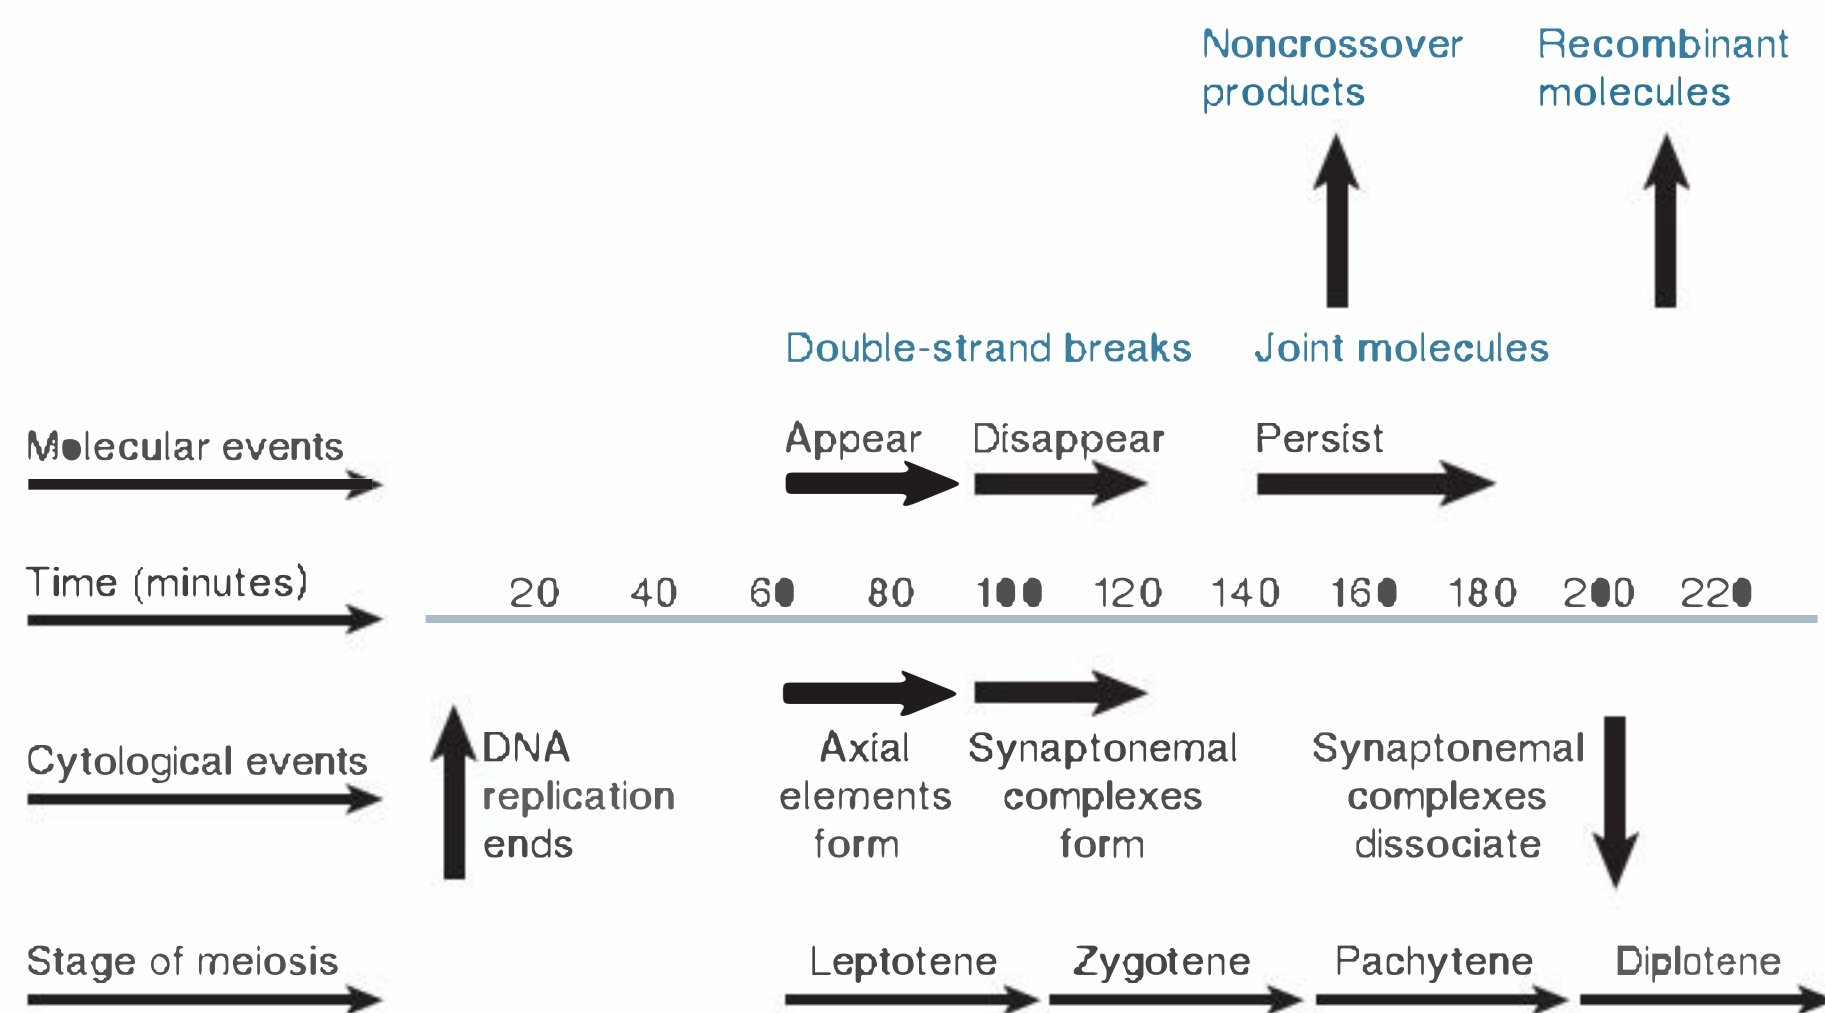 Noncrossover
products
Recombinant
molecules
Double-strand breaks
Joint molecules
Molecular events
Appear
Disappear
Persist
Time (minutes)
20 40 60 80 100 120 140 160 180 200 220
Cytological events
DNA
replication
ends
Axial
elements
form
Synaptonemal
complexes
form
Synaptonemal
complexes
dissociate
Stage of meiosis
Leptotene
Zygotene
Pachytene
Diplotene